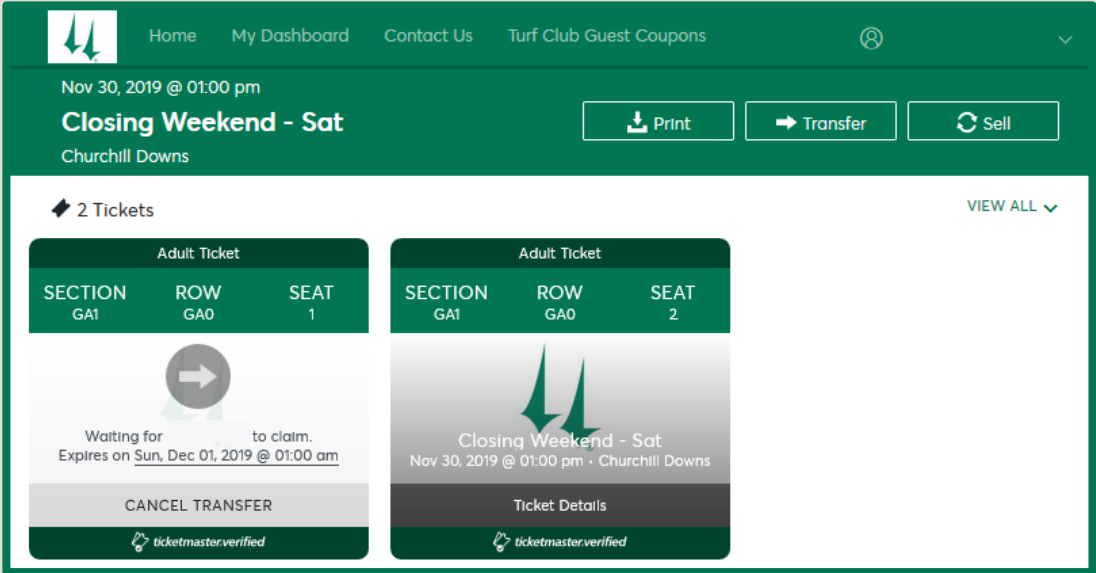 Home My Dashboard Contact Us Turf Club Guest Coupons
Nov 30, 2019 @ 01:00 pm
Closing Weekend - Sat
Churchill Downs
Print Transfer Sell
2 Tickets
VIEW ALL
Adult Ticket
SECTION ROW SEAT
GA1 GA0 1
Waiting for to claim.
Expires on Sun, Dec 01, 2019 @ 01:00 am
CANCEL TRANSFER
ticketmaster.verified
Adult Ticket
SECTION ROW SEAT
GA1 GA0 2
Closing Weekend - Sat
Nov 30, 2019 @ 01:00 pm • Churchill Downs
Ticket Details
ticketmaster.verified